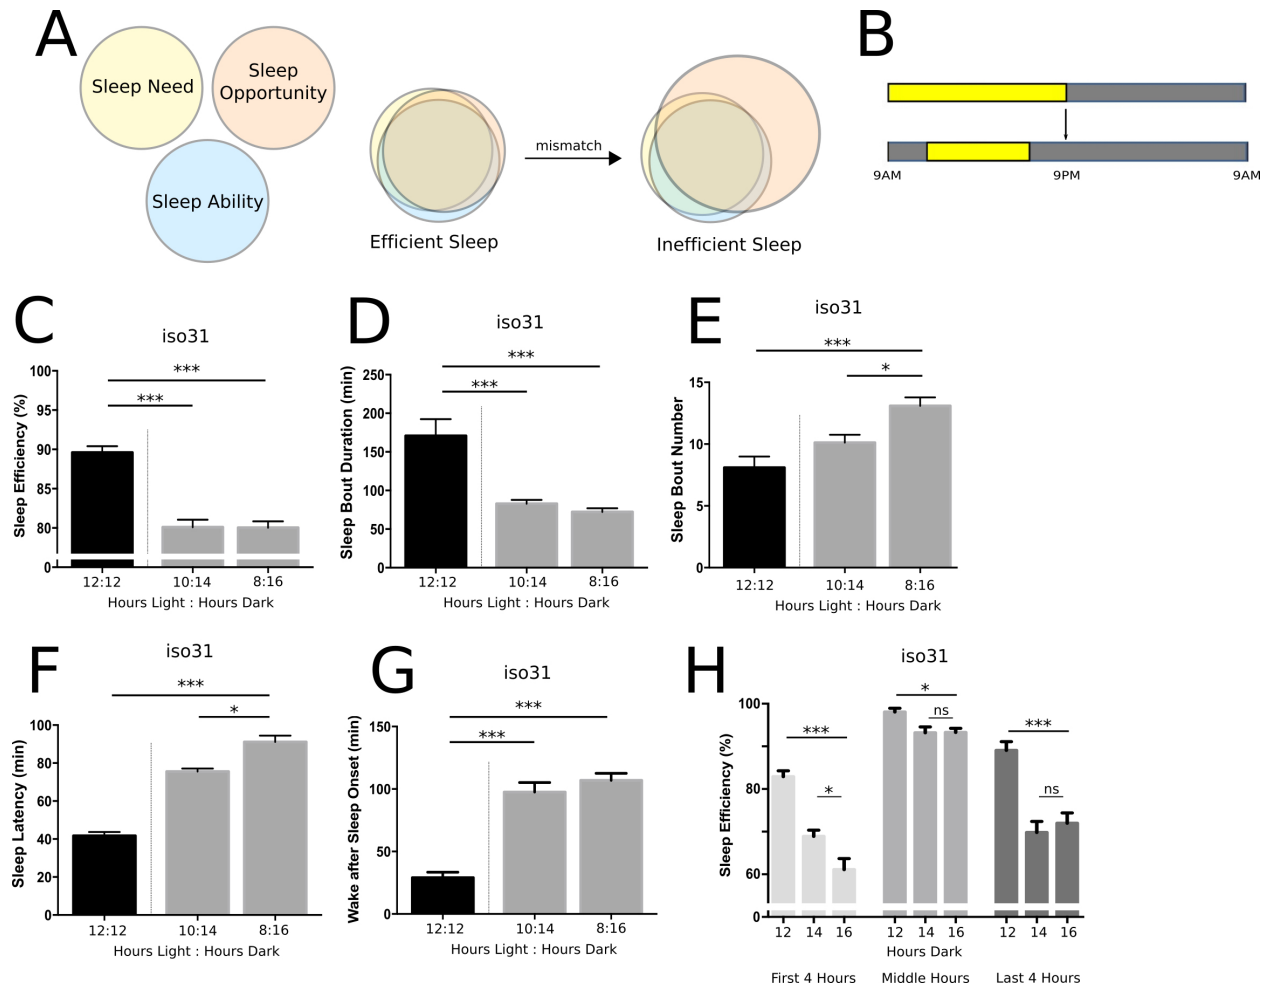 A
Sleep Need
Sleep
Opportunity
Sleep Ability
mismatch
Efficient Sleep
Inefficient Sleep
B
9AM
9PM
9AM
C
iso31
***
***
Sleep Efficiency (%)
100
95
90
85
80
0
12:12
10:14
8:16
Hours Light : Hours Dark
D
iso31
***
***
Sleep Bout Duration (min)
250
200
150
100
50
0
12:12
10:14
8:16
Hours Light : Hours Dark
E
iso31
***
*
Sleep Bout Number
15
10
5
0
12:12
10:14
8:16
Hours Light : Hours Dark
F
iso31
***
*
Sleep Latency (min)
100
80
60
40
20
0
12:12
10:14
8:16
Hours Light : Hours Dark
G
iso31
***
***
Wake after Sleep Onset (min)
150
100
50
0
12:12
10:14
8:16
Hours Light : Hours Dark
H
iso31
***
*
*
ns
***
ns
Sleep Efficiency (%)
100
80
60
0
12 14 16
12 14 16
12 14 16
Hours Dark
First 4 Hours
Middle Hours
Last 4 Hours